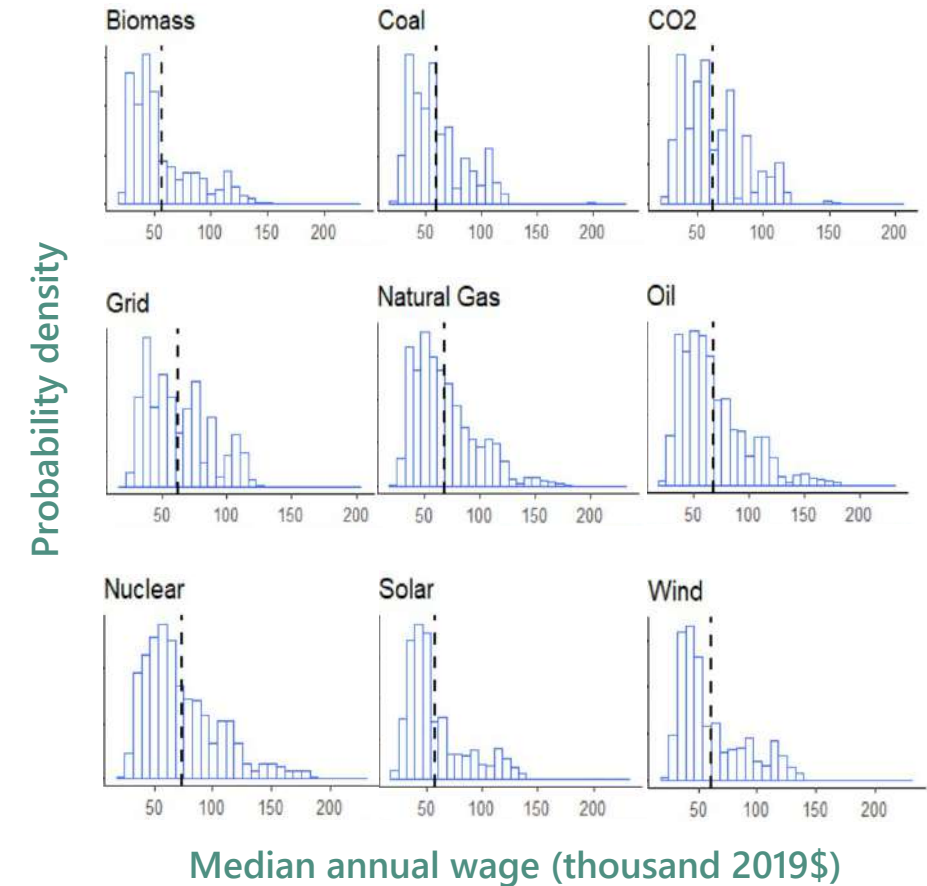 Biomass
Coal
CO2
50 100 150 200
50 100 150 200
50 100 150 200
Probability density
Grid
Natural Gas
Oil
50 100 150 200
50 100 150 200
50 100 150 200
Nuclear
Solar
Wind
50 100 150 200
50 100 150 200
50 100 150 200
Median annual wage (thousand 2019$)